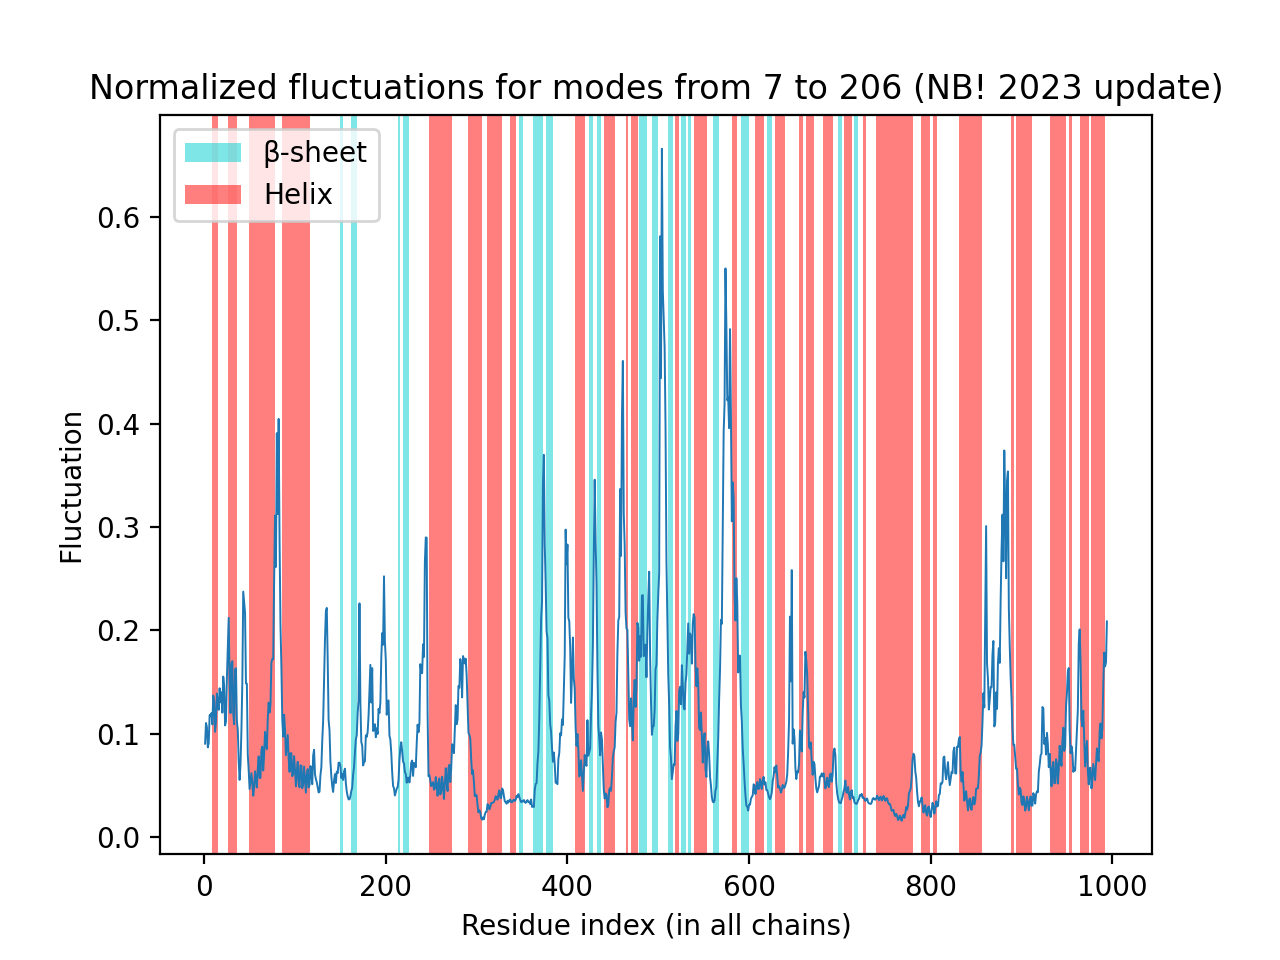 Normalized fluctuations for modes from 7 to 206 (NB! 2023 update)
β-sheet
Helix
0.6
0.5
0.4
0.3
0.2
0.1
0.0
Fluctuation
0 200 400 600 800 1000
Residue index (in all chains)